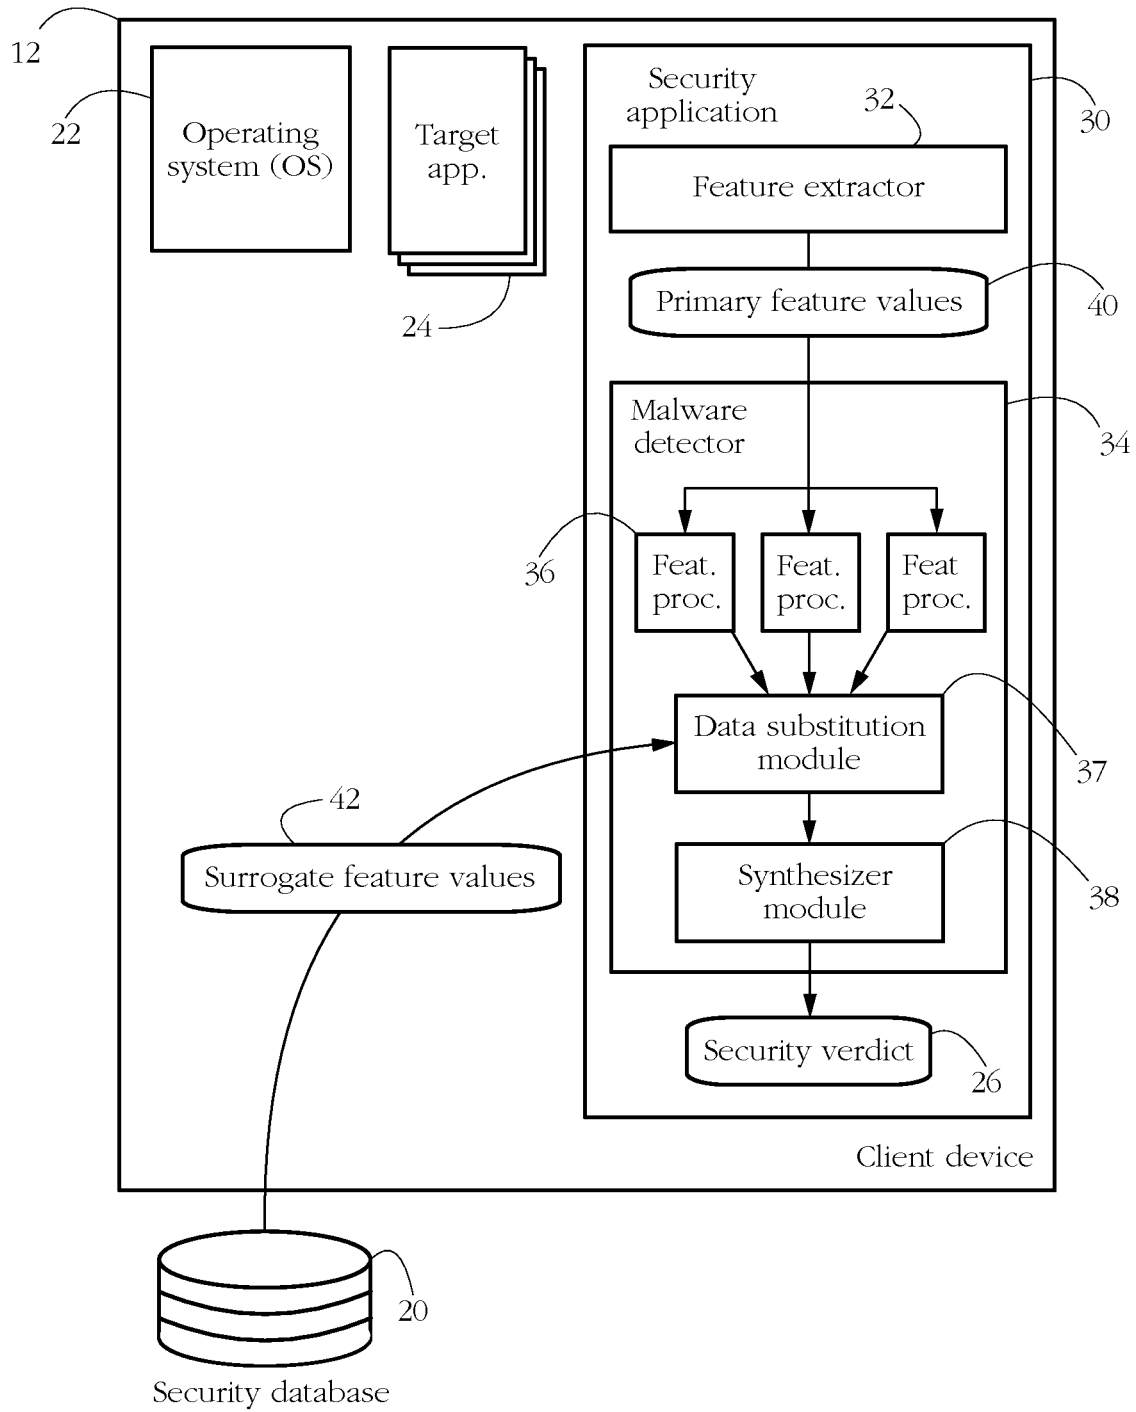 12
22
Operating
system (OS)
Target
app.
24
Security
application
30
32
Feature extractor
Primary feature values
40
Malware
detector
34
36
Feat.
proc.
Feat.
proc.
Feat
proc.
Data substitution
module
37
42
Surrogate feature values
Synthesizer
module
38
Security verdict
26
Client device
20
Security database